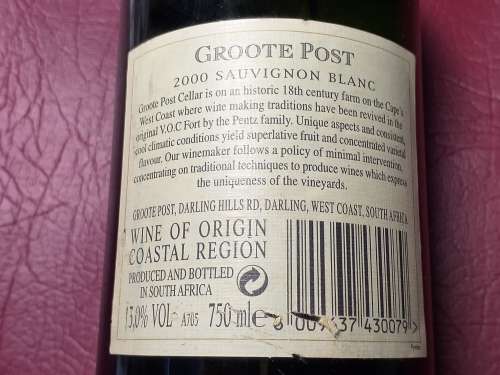 GROOTE POST
2000 SAUVIGNON BLANC
Groote Post Cellar is on an historic 18th century farm on the Cape's
West Coast where wine making traditions have been revived in the
original V.O.C Fort by the Pentz family. Unique aspects and consistent,
cool climatic conditions yield superlative fruit and concentrated varietal
flavour. Our winemaker follows a policy of minimal intervention,
concentrating on traditional techniques to produce wines which express
the uniqueness of the vineyards.
GROOTE POST, DARLING HILLS RD, DARLING, WEST COAST, SOUTH AFRICA
WINE OF ORIGIN
COASTAL REGION
PRODUCED AND BOTTLED
IN SOUTH AFRICA
13,0% VOL A705 750 mle
009 37 430079 >